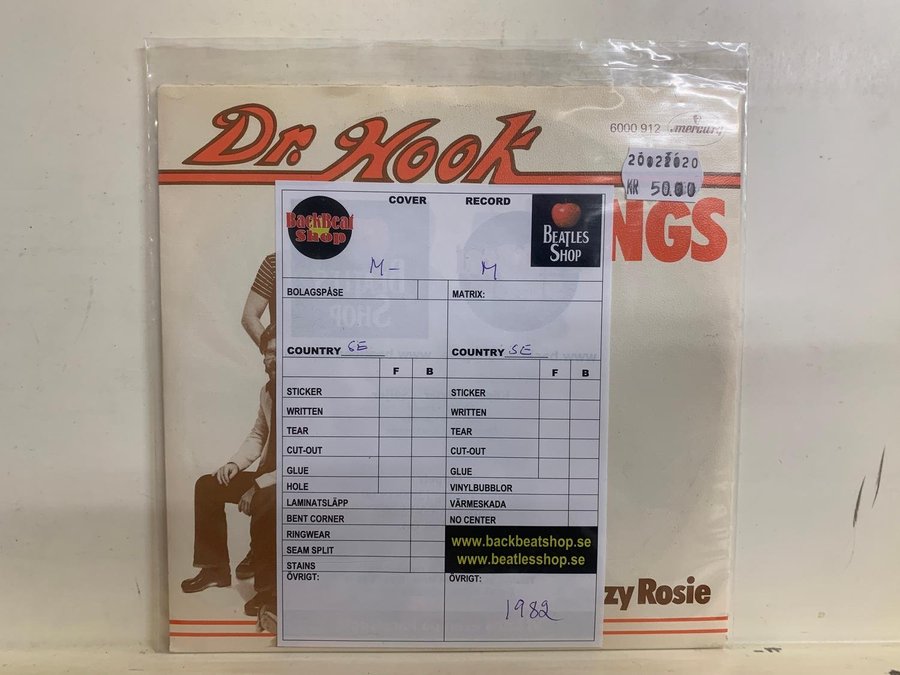 Dr. Hook
6000 912 mercury
20022020
KR 50.00
NGS
COVER RECORD
BackBeat Shop
BEATLES SHOP
M- M
BOLAGSPÅSE MATRIX:
COUNTRY SE COUNTRY SE
F B F B
STICKER STICKER
WRITTEN WRITTEN
TEAR TEAR
CUT-OUT CUT-OUT
GLUE GLUE
HOLE VINYLBUBBLOR
LAMINATSLÄPP VÄRMESKADA
BENT CORNER NO CENTER
RINGWEAR www.backbeatshop.se
SEAM SPLIT www.beatlesshop.se
STAINS
ÖVRIGT: ÖVRIGT:
1982
zy Rosie